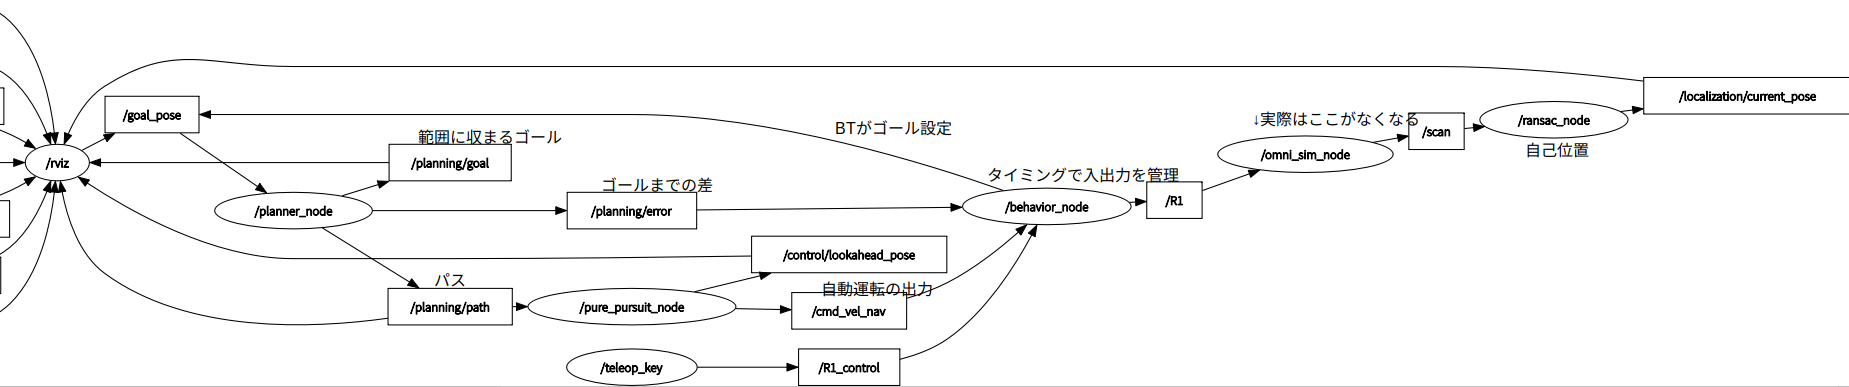 /localization/current_pose
/goal_pose
BTがゴール設定
↓実際はここがなくなる
/scan
/ransac_node
範囲に収まるゴール
/rviz
/planning/goal
/omni_sim_node
自己位置
ゴールまでの差
タイミングで入出力を管理
/planner_node
/planning/error
/behavior_node
/R1
/control/lookahead_pose
パス
自動運転の出力
/planning/path
/pure_pursuit_node
/cmd_vel_nav
/teleop_key
/R1_control